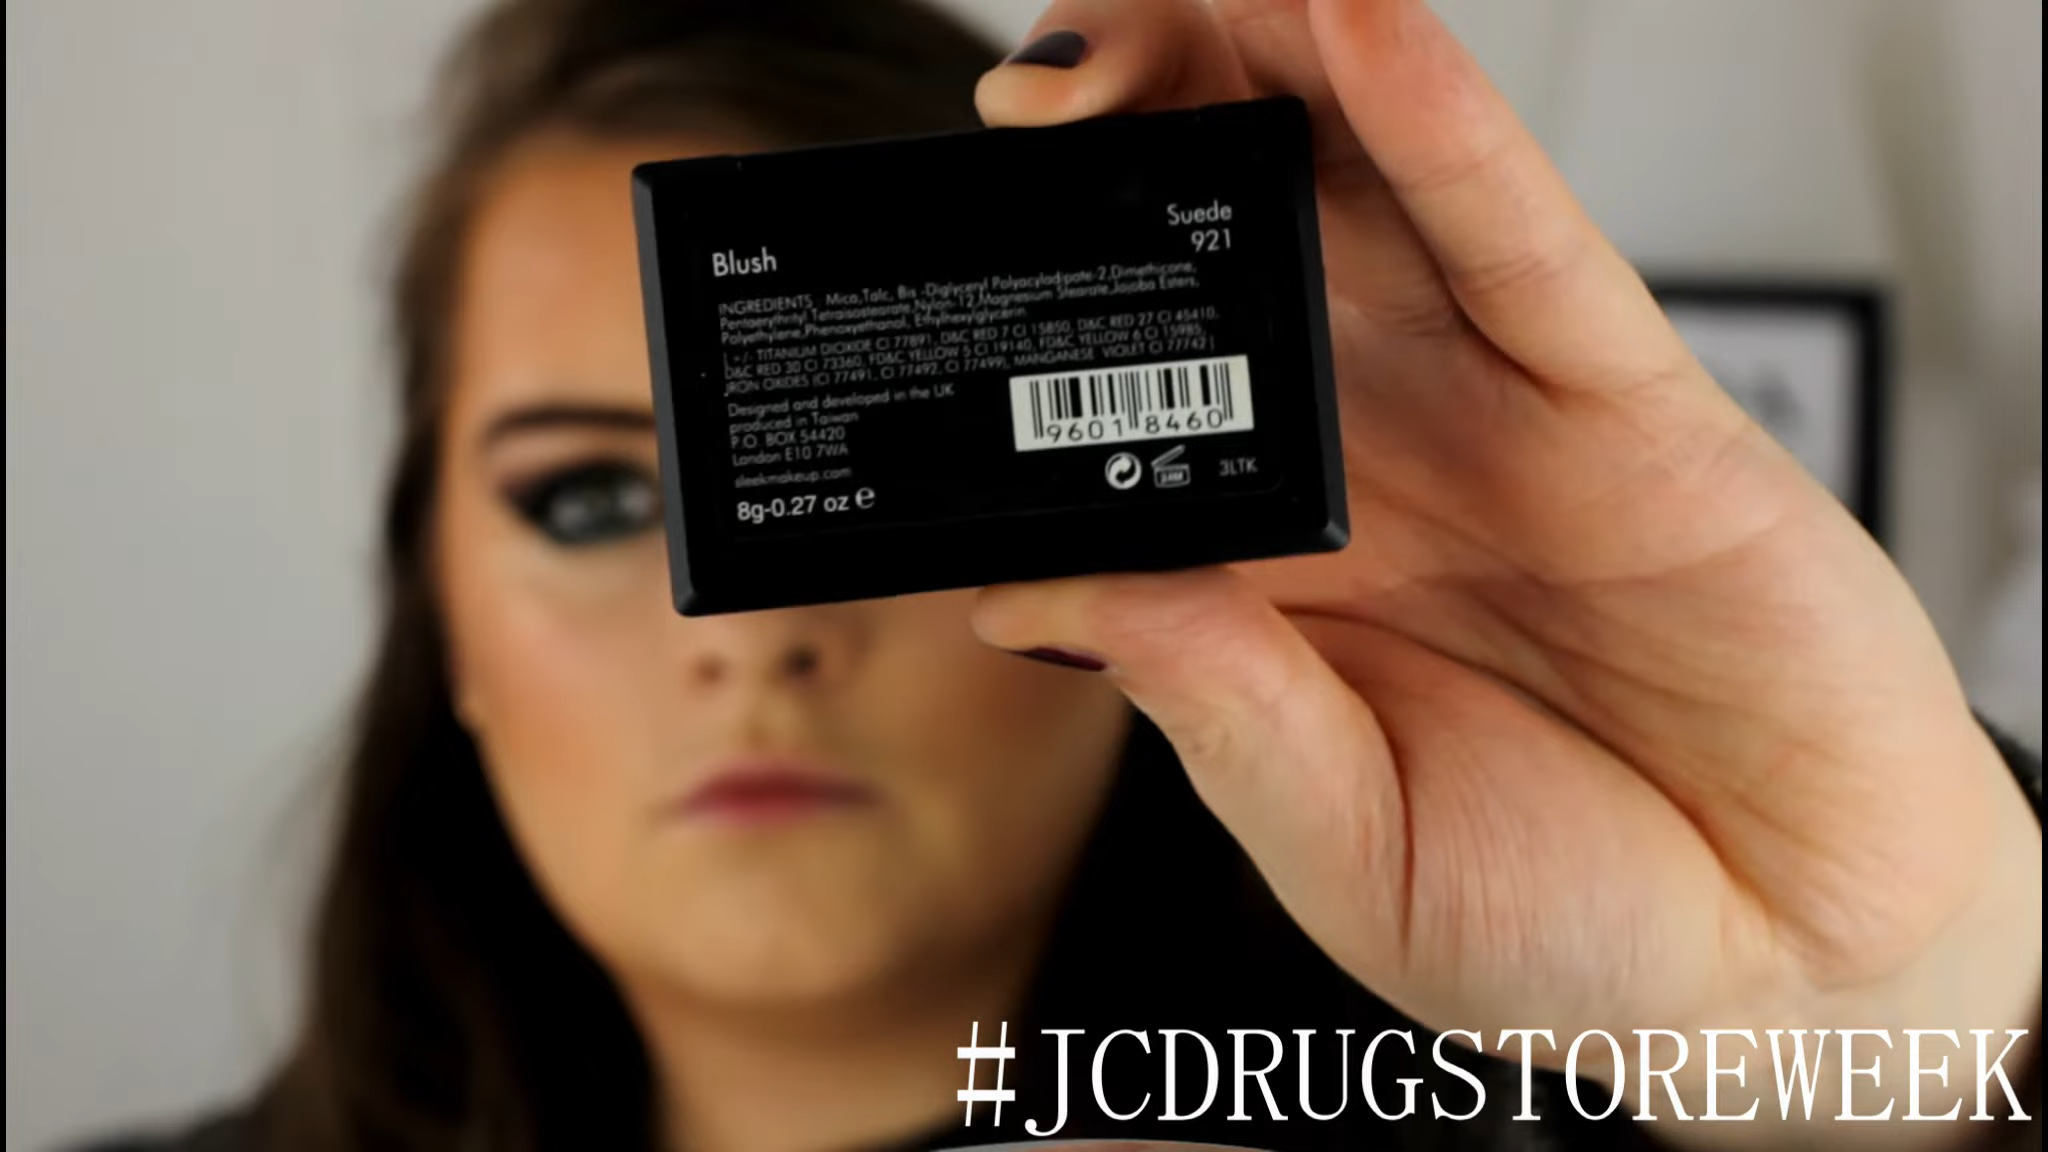 Suede
921
Blush
INGREDIENTS : Mica,Talc, Bis -Diglyceryl Polyacyladipate-2,Dimethicone,
Pentaerythrityl Tetraisostearate,Nylon-12,Magnesium Stearate,Jojoba Esters,
Polyethylene,Phenoxyethanol, Ethylhexylglycerin
[ +/- TITANIUM DIOXIDE CI 77891, D&C RED 7 CI 15850, D&C RED 27 CI 45410,
D&C RED 30 CI 73360, FD&C YELLOW 5 CI 19140, FD&C YELLOW 6 CI 15985,
IRON OXIDES (CI 77491, CI 77492, CI 77499), MANGANESE VIOLET CI 77742 ]
Designed and developed in the UK
produced in Taiwan
P.O. BOX 54420
London E10 7WA
sleekmakeup.com
8g-0.27 oz e
9601 8460
24M
3LTK
#JCDRUGSTOREWEEK